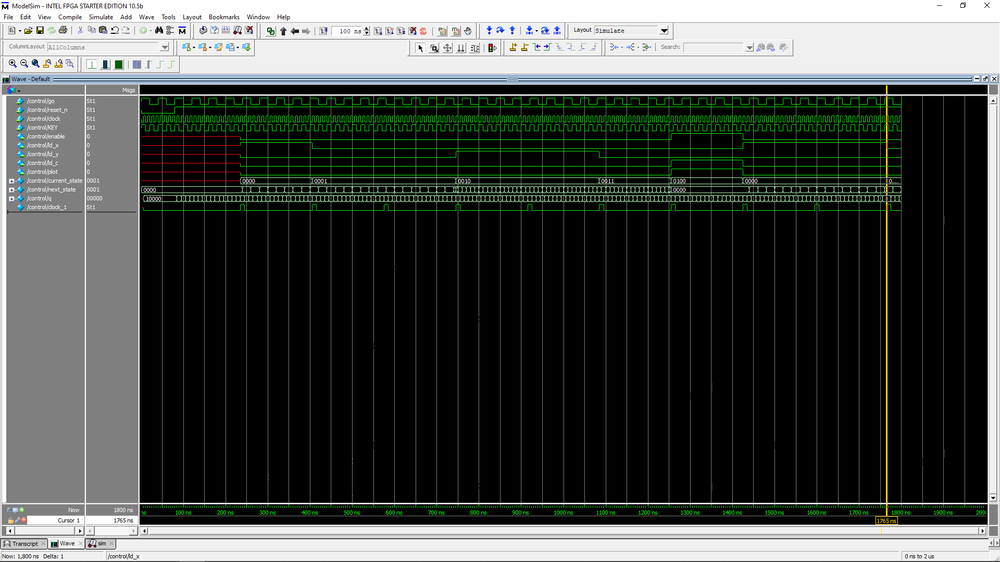 ModelSim - INTEL FPGA STARTER EDITION 10.5b
File Edit View Compile Simulate Add Wave Tools Layout Bookmarks Window Help
100 ns
Layout Simulate
ColumnLayout AllColumns
Search:
Wave - Default
Msgs
/control/go St1
/control/reset_n St1
/control/clock St1
/control/KEY St1
/control/enable 0
/control/ld_x 0
/control/ld_y 0
/control/ld_c 0
/control/plot 0
/control/current_state 0001 0000 0001 0010 0011 0100 0000 0...
/control/next_state 0001 0000 0000
/control/q 00000 10000
/control/clock_1 St1
Now 1800 ns
ns 100 ns 200 ns 300 ns 400 ns 500 ns 600 ns 700 ns 800 ns 900 ns 1000 ns 1100 ns 1200 ns 1300 ns 1400 ns 1500 ns 1600 ns 1700 ns 1800 ns 1900 ns 200
Cursor 1 1765 ns 1765 ns
Transcript Wave sim
Now: 1,800 ns Delta: 1 /control/ld_x 0 ns to 2 us